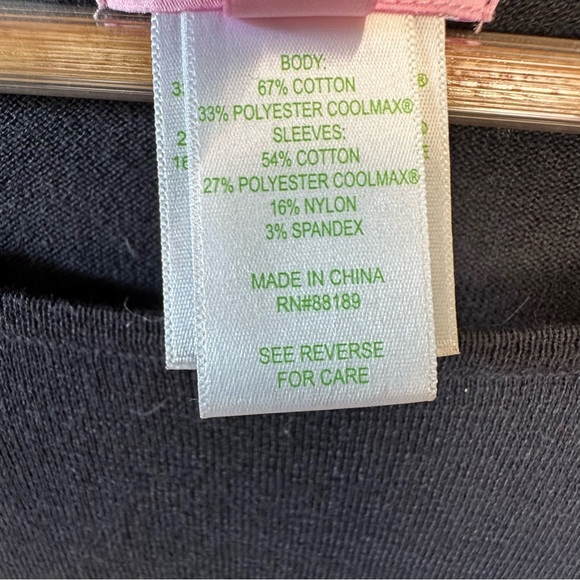 BODY:
67% COTTON
33% POLYESTER COOLMAX®
SLEEVES:
54% COTTON
27% POLYESTER COOLMAX®
16% NYLON
3% SPANDEX
MADE IN CHINA
RN#88189
SEE REVERSE
FOR CARE